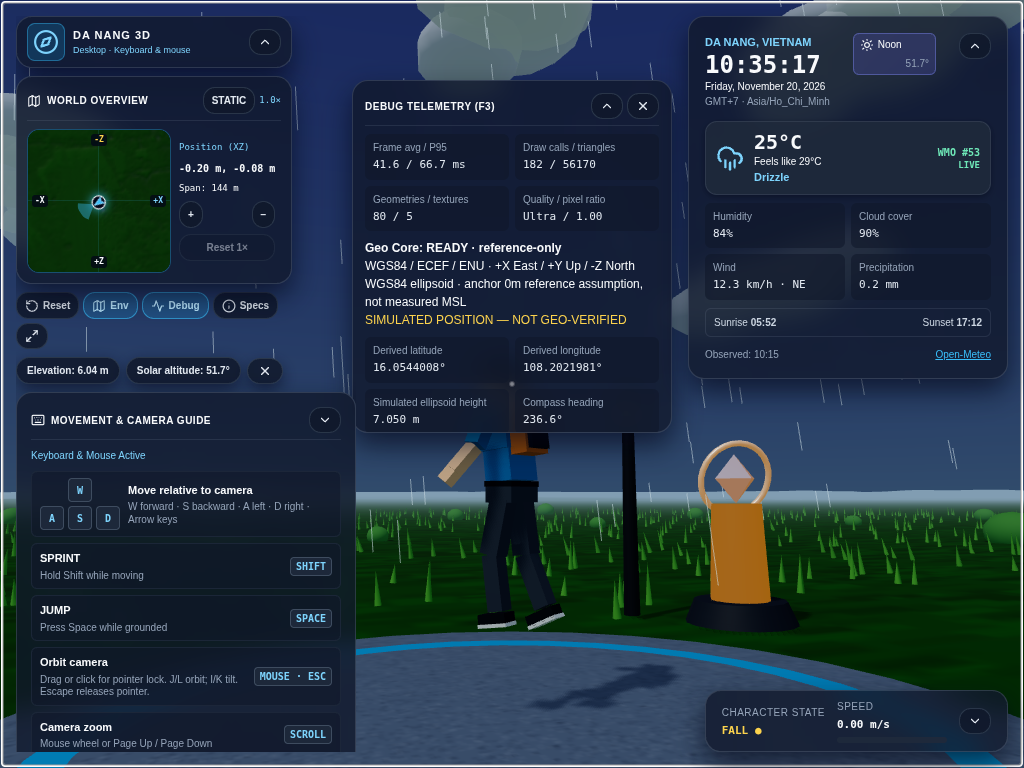 DA NANG 3D
Desktop · Keyboard & mouse
WORLD OVERVIEW
STATIC
1.0×
-Z
-X
+X
+Z
Position (XZ)
-0.20 m, -0.08 m
Span: 144 m
+
−
Reset 1×
Reset
Env
Debug
Specs
Elevation: 6.04 m
Solar altitude: 51.7°
MOVEMENT & CAMERA GUIDE
Keyboard & Mouse Active
W
A S D
Move relative to camera
W forward · S backward · A left · D right ·
Arrow keys
SPRINT
Hold Shift while moving
SHIFT
JUMP
Press Space while grounded
SPACE
Orbit camera
Drag or click for pointer lock. J/L orbit; I/K tilt.
Escape releases pointer.
MOUSE · ESC
Camera zoom
Mouse wheel or Page Up / Page Down
SCROLL
DEBUG TELEMETRY (F3)
Frame avg / P95
41.6 / 66.7 ms
Draw calls / triangles
182 / 56170
Geometries / textures
80 / 5
Quality / pixel ratio
Ultra / 1.00
Geo Core: READY · reference-only
WGS84 / ECEF / ENU · +X East / +Y Up / -Z North
WGS84 ellipsoid · anchor 0m reference assumption,
not measured MSL
SIMULATED POSITION — NOT GEO-VERIFIED
Derived latitude
16.0544008°
Derived longitude
108.2021981°
Simulated ellipsoid height
7.050 m
Compass heading
236.6°
DA NANG, VIETNAM
10:35:17
Friday, November 20, 2026
GMT+7 · Asia/Ho_Chi_Minh
Noon
51.7°
25°C
Feels like 29°C
Drizzle
WMO #53
LIVE
Humidity
84%
Cloud cover
90%
Wind
12.3 km/h · NE
Precipitation
0.2 mm
Sunrise 05:52
Sunset 17:12
Observed: 10:15
Open-Meteo
CHARACTER STATE
FALL
SPEED
0.00 m/s